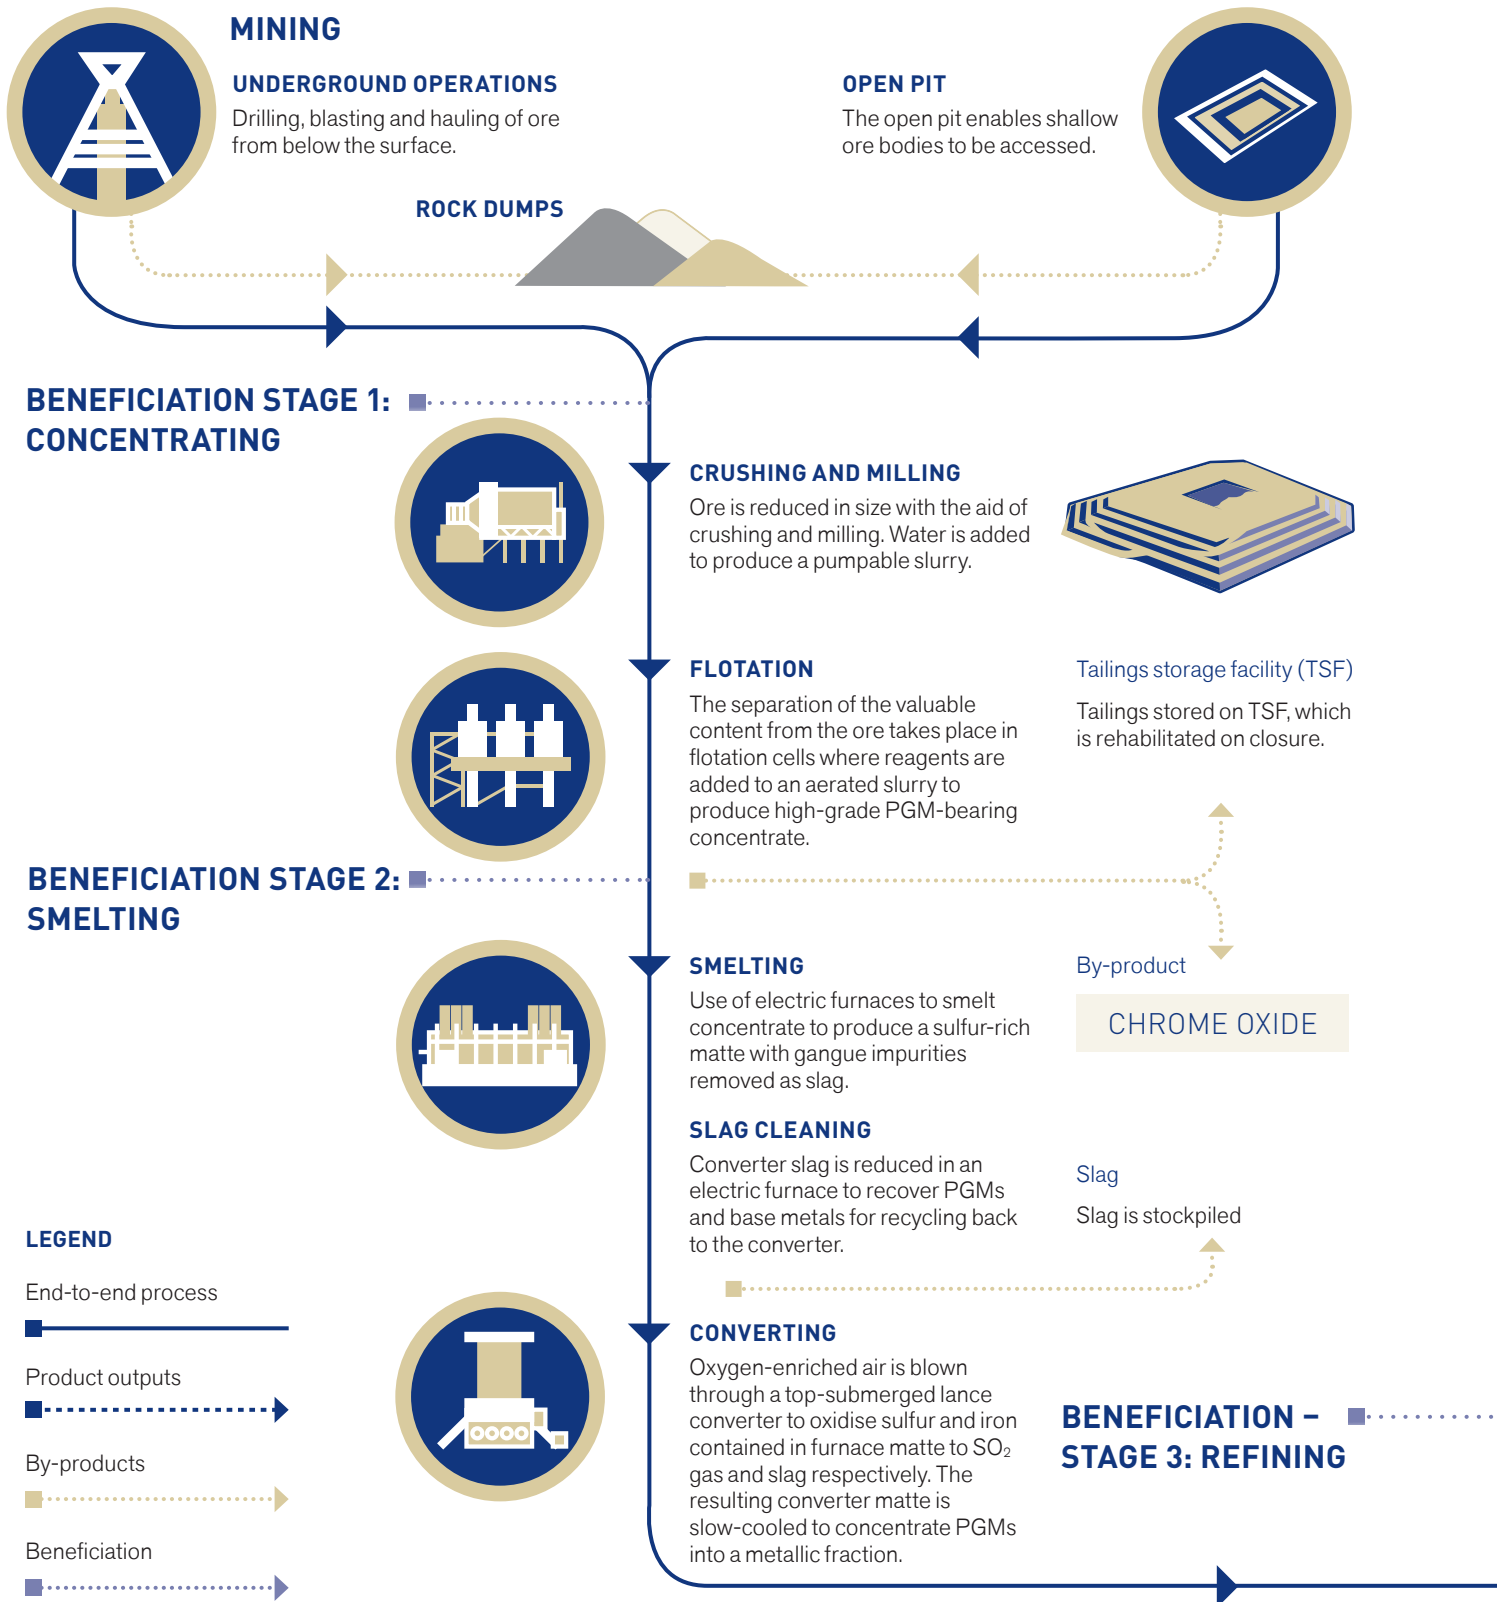 MINING
UNDERGROUND OPERATIONS
Drilling, blasting and hauling of ore
from below the surface.
OPEN PIT
The open pit enables shallow
ore bodies to be accessed.
ROCK DUMPS
BENEFICIATION STAGE 1:
CONCENTRATING
CRUSHING AND MILLING
Ore is reduced in size with the aid of
crushing and milling. Water is added
to produce a pumpable slurry.
FLOTATION
The separation of the valuable
content from the ore takes place in
flotation cells where reagents are
added to an aerated slurry to
produce high-grade PGM-bearing
concentrate.
Tailings storage facility (TSF)
Tailings stored on TSF, which
is rehabilitated on closure.
BENEFICIATION STAGE 2:
SMELTING
SMELTING
Use of electric furnaces to smelt
concentrate to produce a sulfur-rich
matte with gangue impurities
removed as slag.
By-product
CHROME OXIDE
SLAG CLEANING
Converter slag is reduced in an
electric furnace to recover PGMs
and base metals for recycling back
to the converter.
Slag
Slag is stockpiled
LEGEND
End-to-end process
Product outputs
By-products
Beneficiation
CONVERTING
Oxygen-enriched air is blown
through a top-submerged lance
converter to oxidise sulfur and iron
contained in furnace matte to SO₂
gas and slag respectively. The
resulting converter matte is
slow-cooled to concentrate PGMs
into a metallic fraction.
BENEFICIATION –
STAGE 3: REFINING